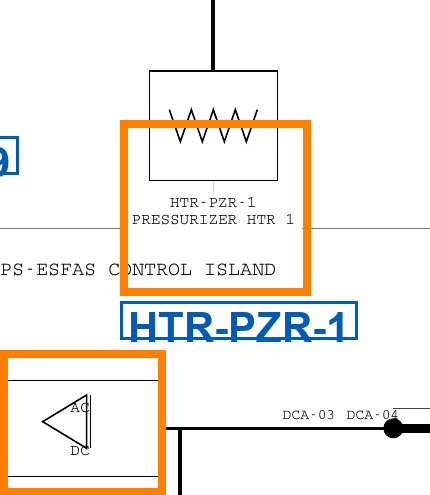 9
HTR-PZR-1
PRESSURIZER HTR 1
PS-ESFAS CONTROL ISLAND
HTR-PZR-1
AC
DC
DCA-03 DCA-04